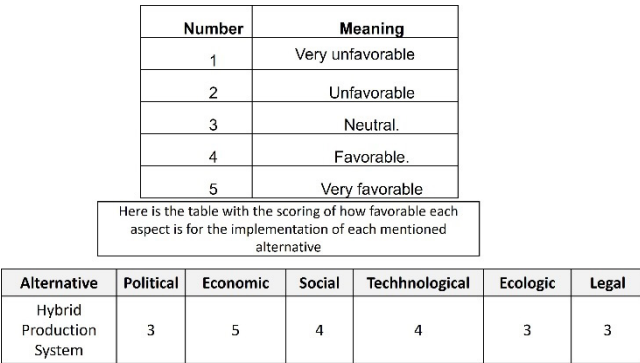 Number Meaning
1 Very unfavorable
2 Unfavorable
3 Neutral.
4 Favorable.
5 Very favorable
Here is the table with the scoring of how favorable each
aspect is for the implementation of each mentioned
alternative
Alternative Political Economic Social Techhnological Ecologic Legal
Hybrid
Production 3 5 4 4 3 3
System